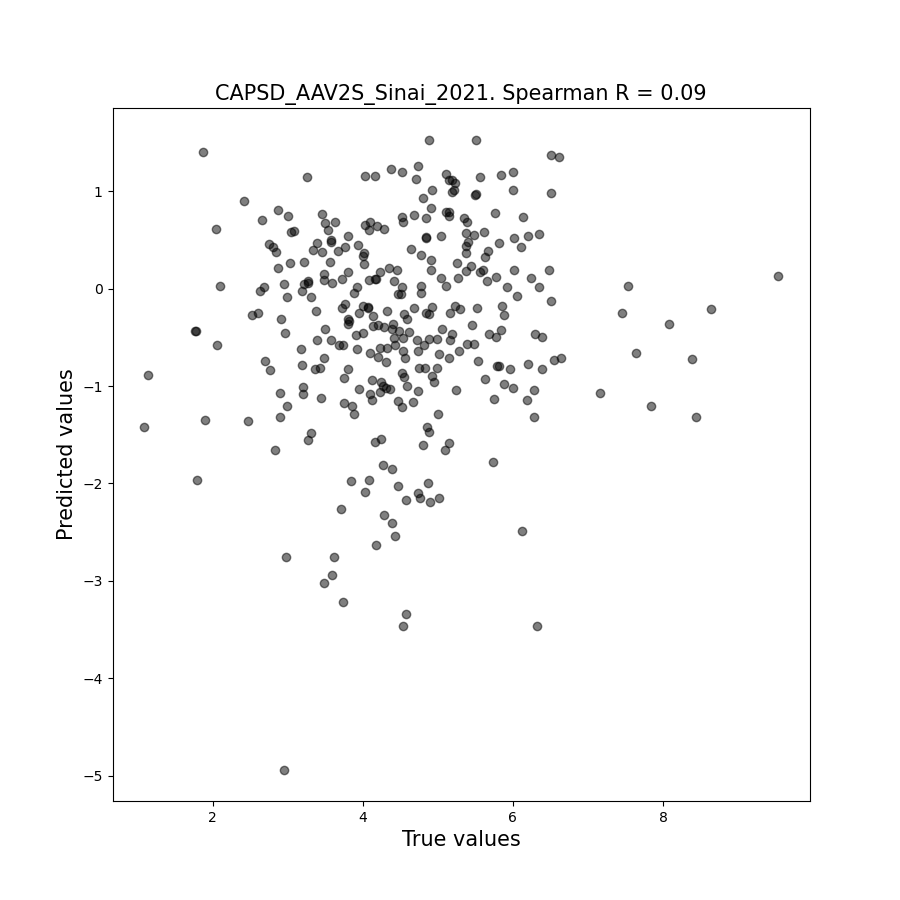 CAPSD_AAV2S_Sinai_2021. Spearman R = 0.09
Predicted values
1
0
−1
−2
−3
−4
−5
2 4 6 8
True values